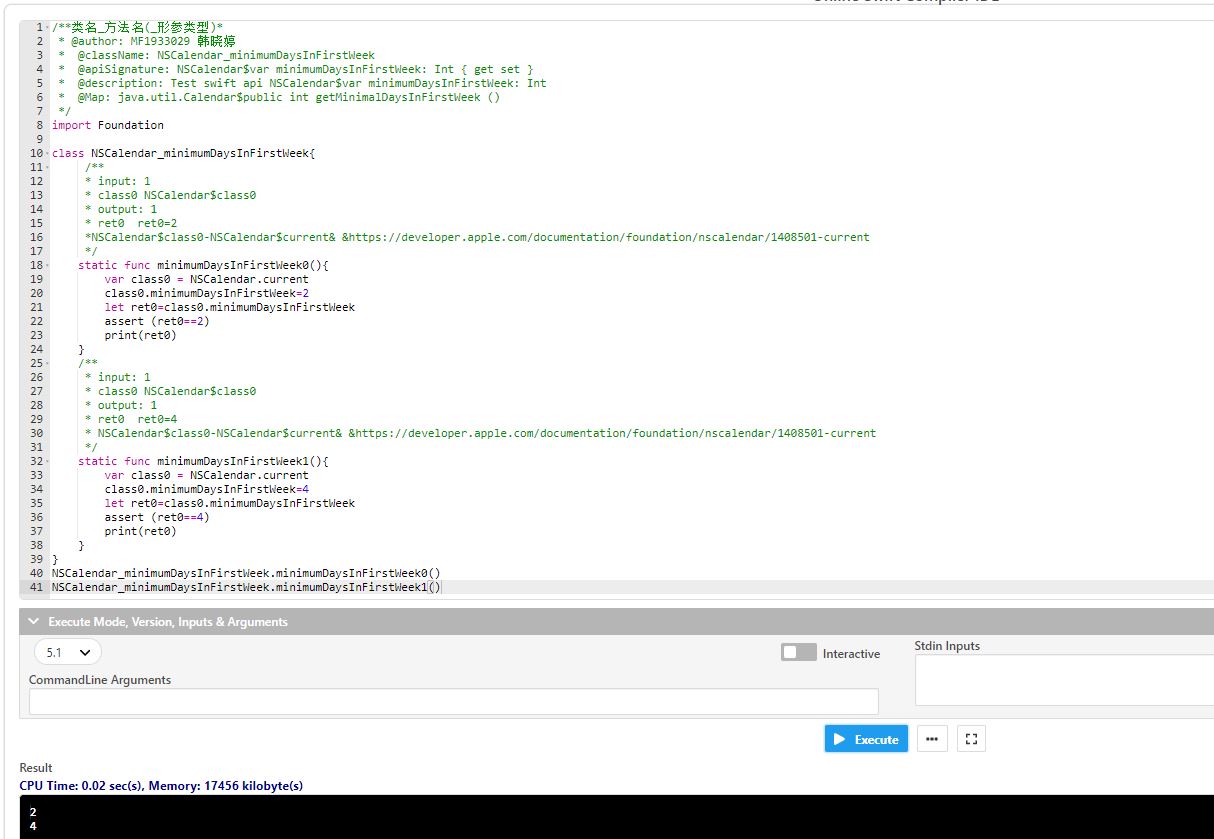 1 /**类名_方法名(_形参类型)*
2 * @author: MF1933029 韩晓婷
3 *  @className: NSCalendar_minimumDaysInFirstWeek
4 *  @apiSignature: NSCalendar$var minimumDaysInFirstWeek: Int { get set }
5 *  @description: Test swift api NSCalendar$var minimumDaysInFirstWeek: Int
6 *  @Map: java.util.Calendar$public int getMinimalDaysInFirstWeek ()
7 */
8 import Foundation
9
10 class NSCalendar_minimumDaysInFirstWeek{
11 /**
12 * input: 1
13 * class0 NSCalendar$class0
14 * output: 1
15 * ret0  ret0=2
16 *NSCalendar$class0-NSCalendar$current& &https://developer.apple.com/documentation/foundation/nscalendar/1408501-current
17 */
18 static func minimumDaysInFirstWeek0(){
19 var class0 = NSCalendar.current
20 class0.minimumDaysInFirstWeek=2
21 let ret0=class0.minimumDaysInFirstWeek
22 assert (ret0==2)
23 print(ret0)
24 }
25 /**
26 * input: 1
27 * class0 NSCalendar$class0
28 * output: 1
29 * ret0  ret0=4
30 * NSCalendar$class0-NSCalendar$current& &https://developer.apple.com/documentation/foundation/nscalendar/1408501-current
31 */
32 static func minimumDaysInFirstWeek1(){
33 var class0 = NSCalendar.current
34 class0.minimumDaysInFirstWeek=4
35 let ret0=class0.minimumDaysInFirstWeek
36 assert (ret0==4)
37 print(ret0)
38 }
39 }
40 NSCalendar_minimumDaysInFirstWeek.minimumDaysInFirstWeek0()
41 NSCalendar_minimumDaysInFirstWeek.minimumDaysInFirstWeek1()
Execute Mode, Version, Inputs & Arguments
5.1
Interactive
Stdin Inputs
CommandLine Arguments
Execute
Result
CPU Time: 0.02 sec(s), Memory: 17456 kilobyte(s)
2
4